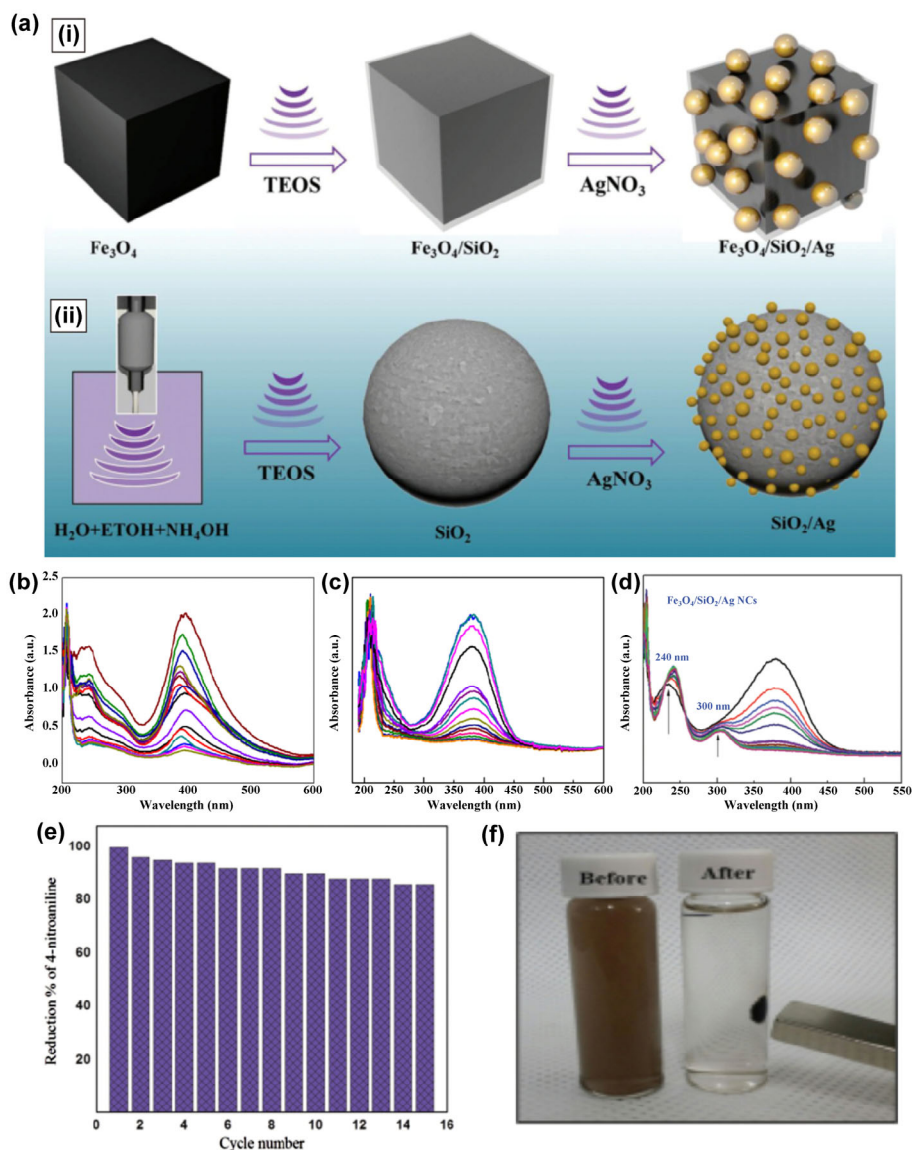 (a)
(i)
TEOS
AgNO₃
Fe₃O₄
Fe₃O₄/SiO₂
Fe₃O₄/SiO₂/Ag
(ii)
TEOS
AgNO₃
H₂O+ETOH+NH₄OH
SiO₂
SiO₂/Ag
(b)
2.5
2.0
1.5
1.0
0.5
0.0
Absorbance (a.u.)
200 300 400 500 600
Wavelength (nm)
(c)
Absorbance (a.u.)
200 250 300 350 400 450 500 550 600
Wavelength (nm)
(d)
Fe₃O₄/SiO₂/Ag NCs
240 nm
300 nm
Absorbance (a.u.)
200 250 300 350 400 450 500 550
Wavelength (nm)
(e)
100
80
60
40
20
Reduction % of 4-nitroaniline
0 2 4 6 8 10 12 14 16
Cycle number
(f)
Before
After